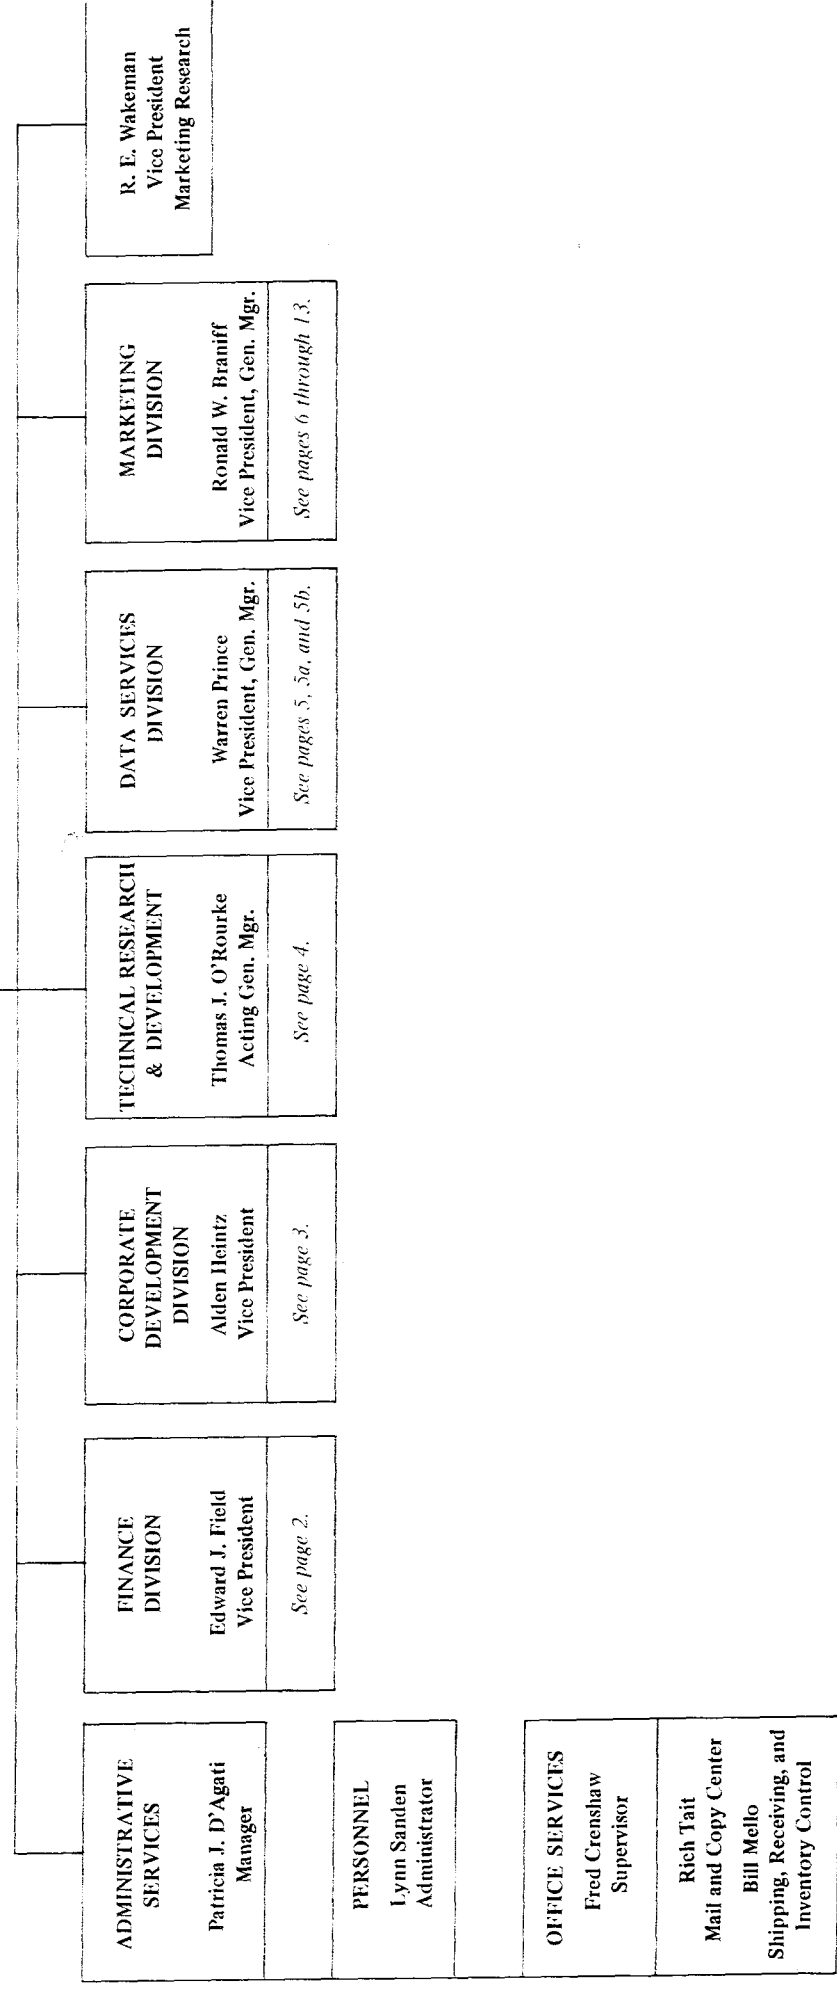 ADMINISTRATIVE
SERVICES
Patricia J. D'Agati
Manager
PERSONNEL
Lynn Sanden
Administrator
OFFICE SERVICES
Fred Crenshaw
Supervisor
Rich Tait
Mail and Copy Center
Bill Mello
Shipping, Receiving, and
Inventory Control
FINANCE
DIVISION
Edward J. Field
Vice President
See page 2.
CORPORATE
DEVELOPMENT
DIVISION
Alden Heintz
Vice President
See page 3.
TECHNICAL RESEARCH
& DEVELOPMENT
Thomas J. O'Rourke
Acting Gen. Mgr.
See page 4.
DATA SERVICES
DIVISION
Warren Prince
Vice President, Gen. Mgr.
See pages 5, 5a, and 5b.
MARKETING
DIVISION
Ronald W. Braniff
Vice President, Gen. Mgr.
See pages 6 through 13.
R. E. Wakeman
Vice President
Marketing Research